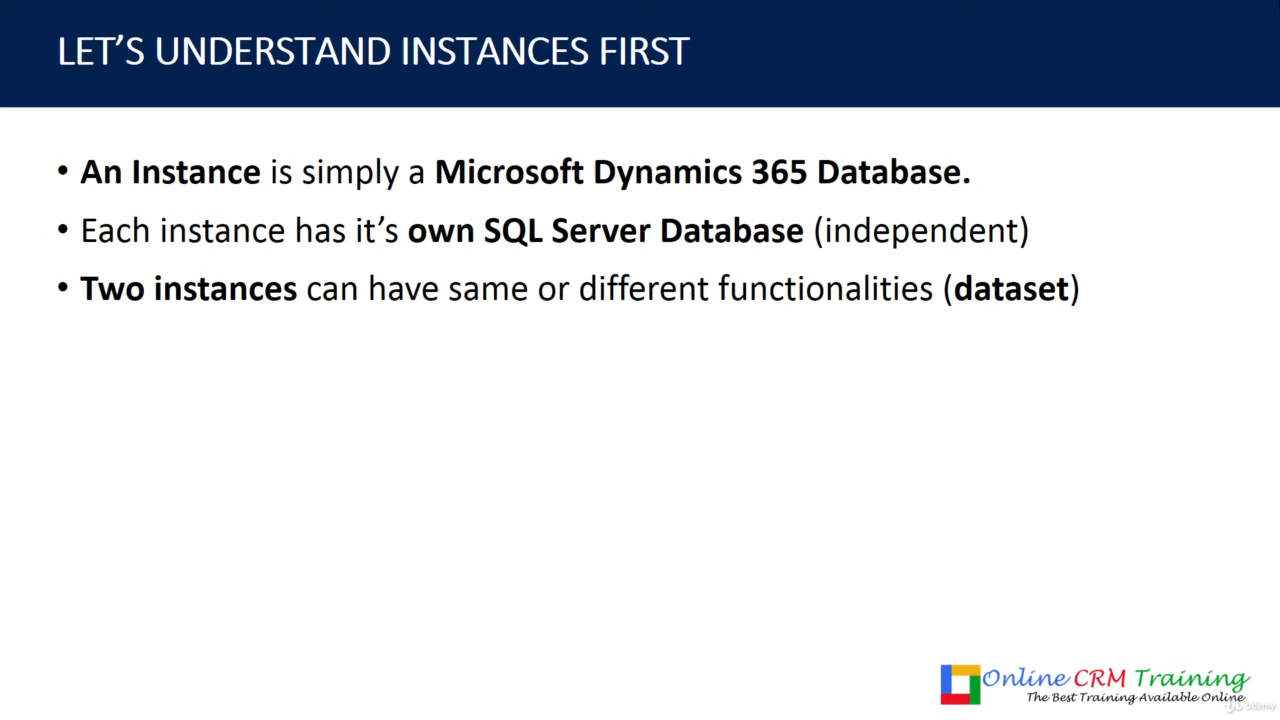 LET’S UNDERSTAND INSTANCES FIRST
• An Instance is simply a Microsoft Dynamics 365 Database.
• Each instance has it’s own SQL Server Database (independent)
• Two instances can have same or different functionalities (dataset)
Online CRM Training
The Best Training Available Online
Udemy